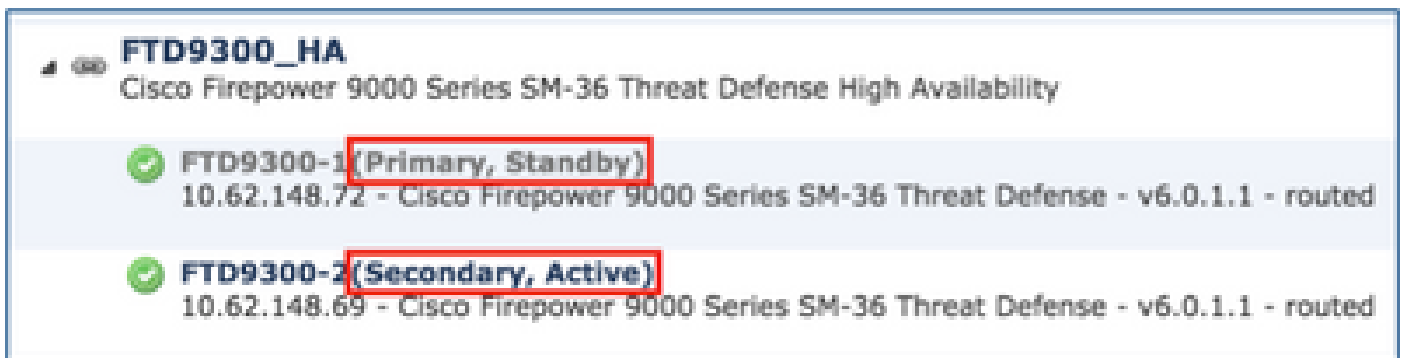 FTD9300_HA
Cisco Firepower 9000 Series SM-36 Threat Defense High Availability
FTD9300-1(Primary, Standby)
10.62.148.72 - Cisco Firepower 9000 Series SM-36 Threat Defense - v6.0.1.1 - routed
FTD9300-2(Secondary, Active)
10.62.148.69 - Cisco Firepower 9000 Series SM-36 Threat Defense - v6.0.1.1 - routed